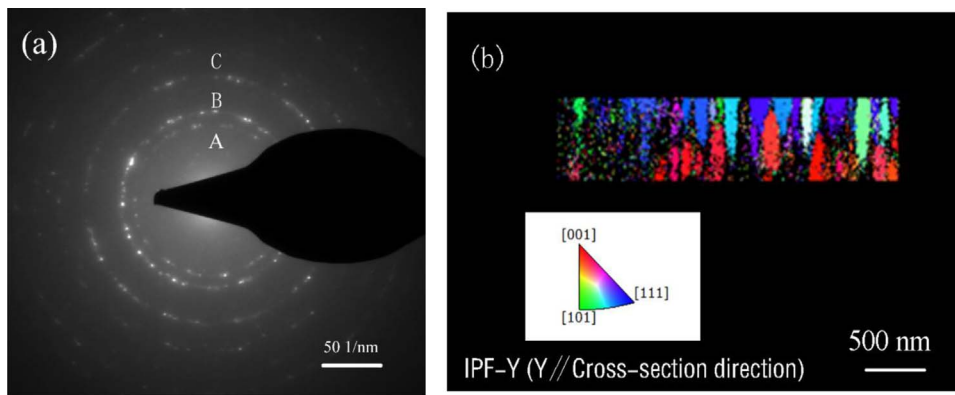 (a)
C
B
A
50 1/nm
(b)
[001]
[111]
[101]
500 nm
IPF-Y (Y//Cross-section direction)